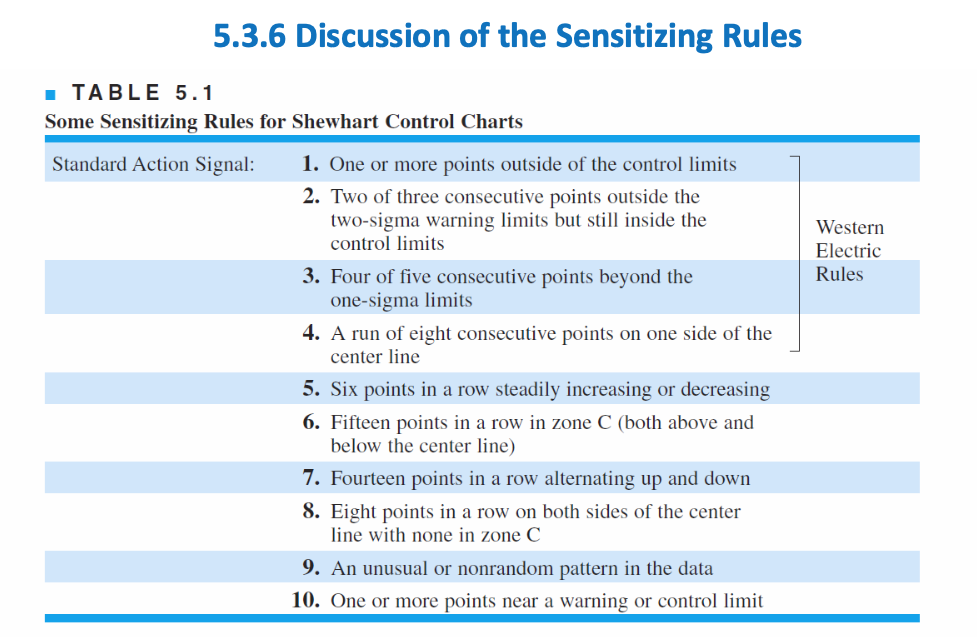 5.3.6 Discussion of the Sensitizing Rules
TABLE 5.1
Some Sensitizing Rules for Shewhart Control Charts
Standard Action Signal:
1. One or more points outside of the control limits
2. Two of three consecutive points outside the
two-sigma warning limits but still inside the
control limits
3. Four of five consecutive points beyond the
one-sigma limits
4. A run of eight consecutive points on one side of the
center line
Western
Electric
Rules
5. Six points in a row steadily increasing or decreasing
6. Fifteen points in a row in zone C (both above and
below the center line)
7. Fourteen points in a row alternating up and down
8. Eight points in a row on both sides of the center
line with none in zone C
9. An unusual or nonrandom pattern in the data
10. One or more points near a warning or control limit